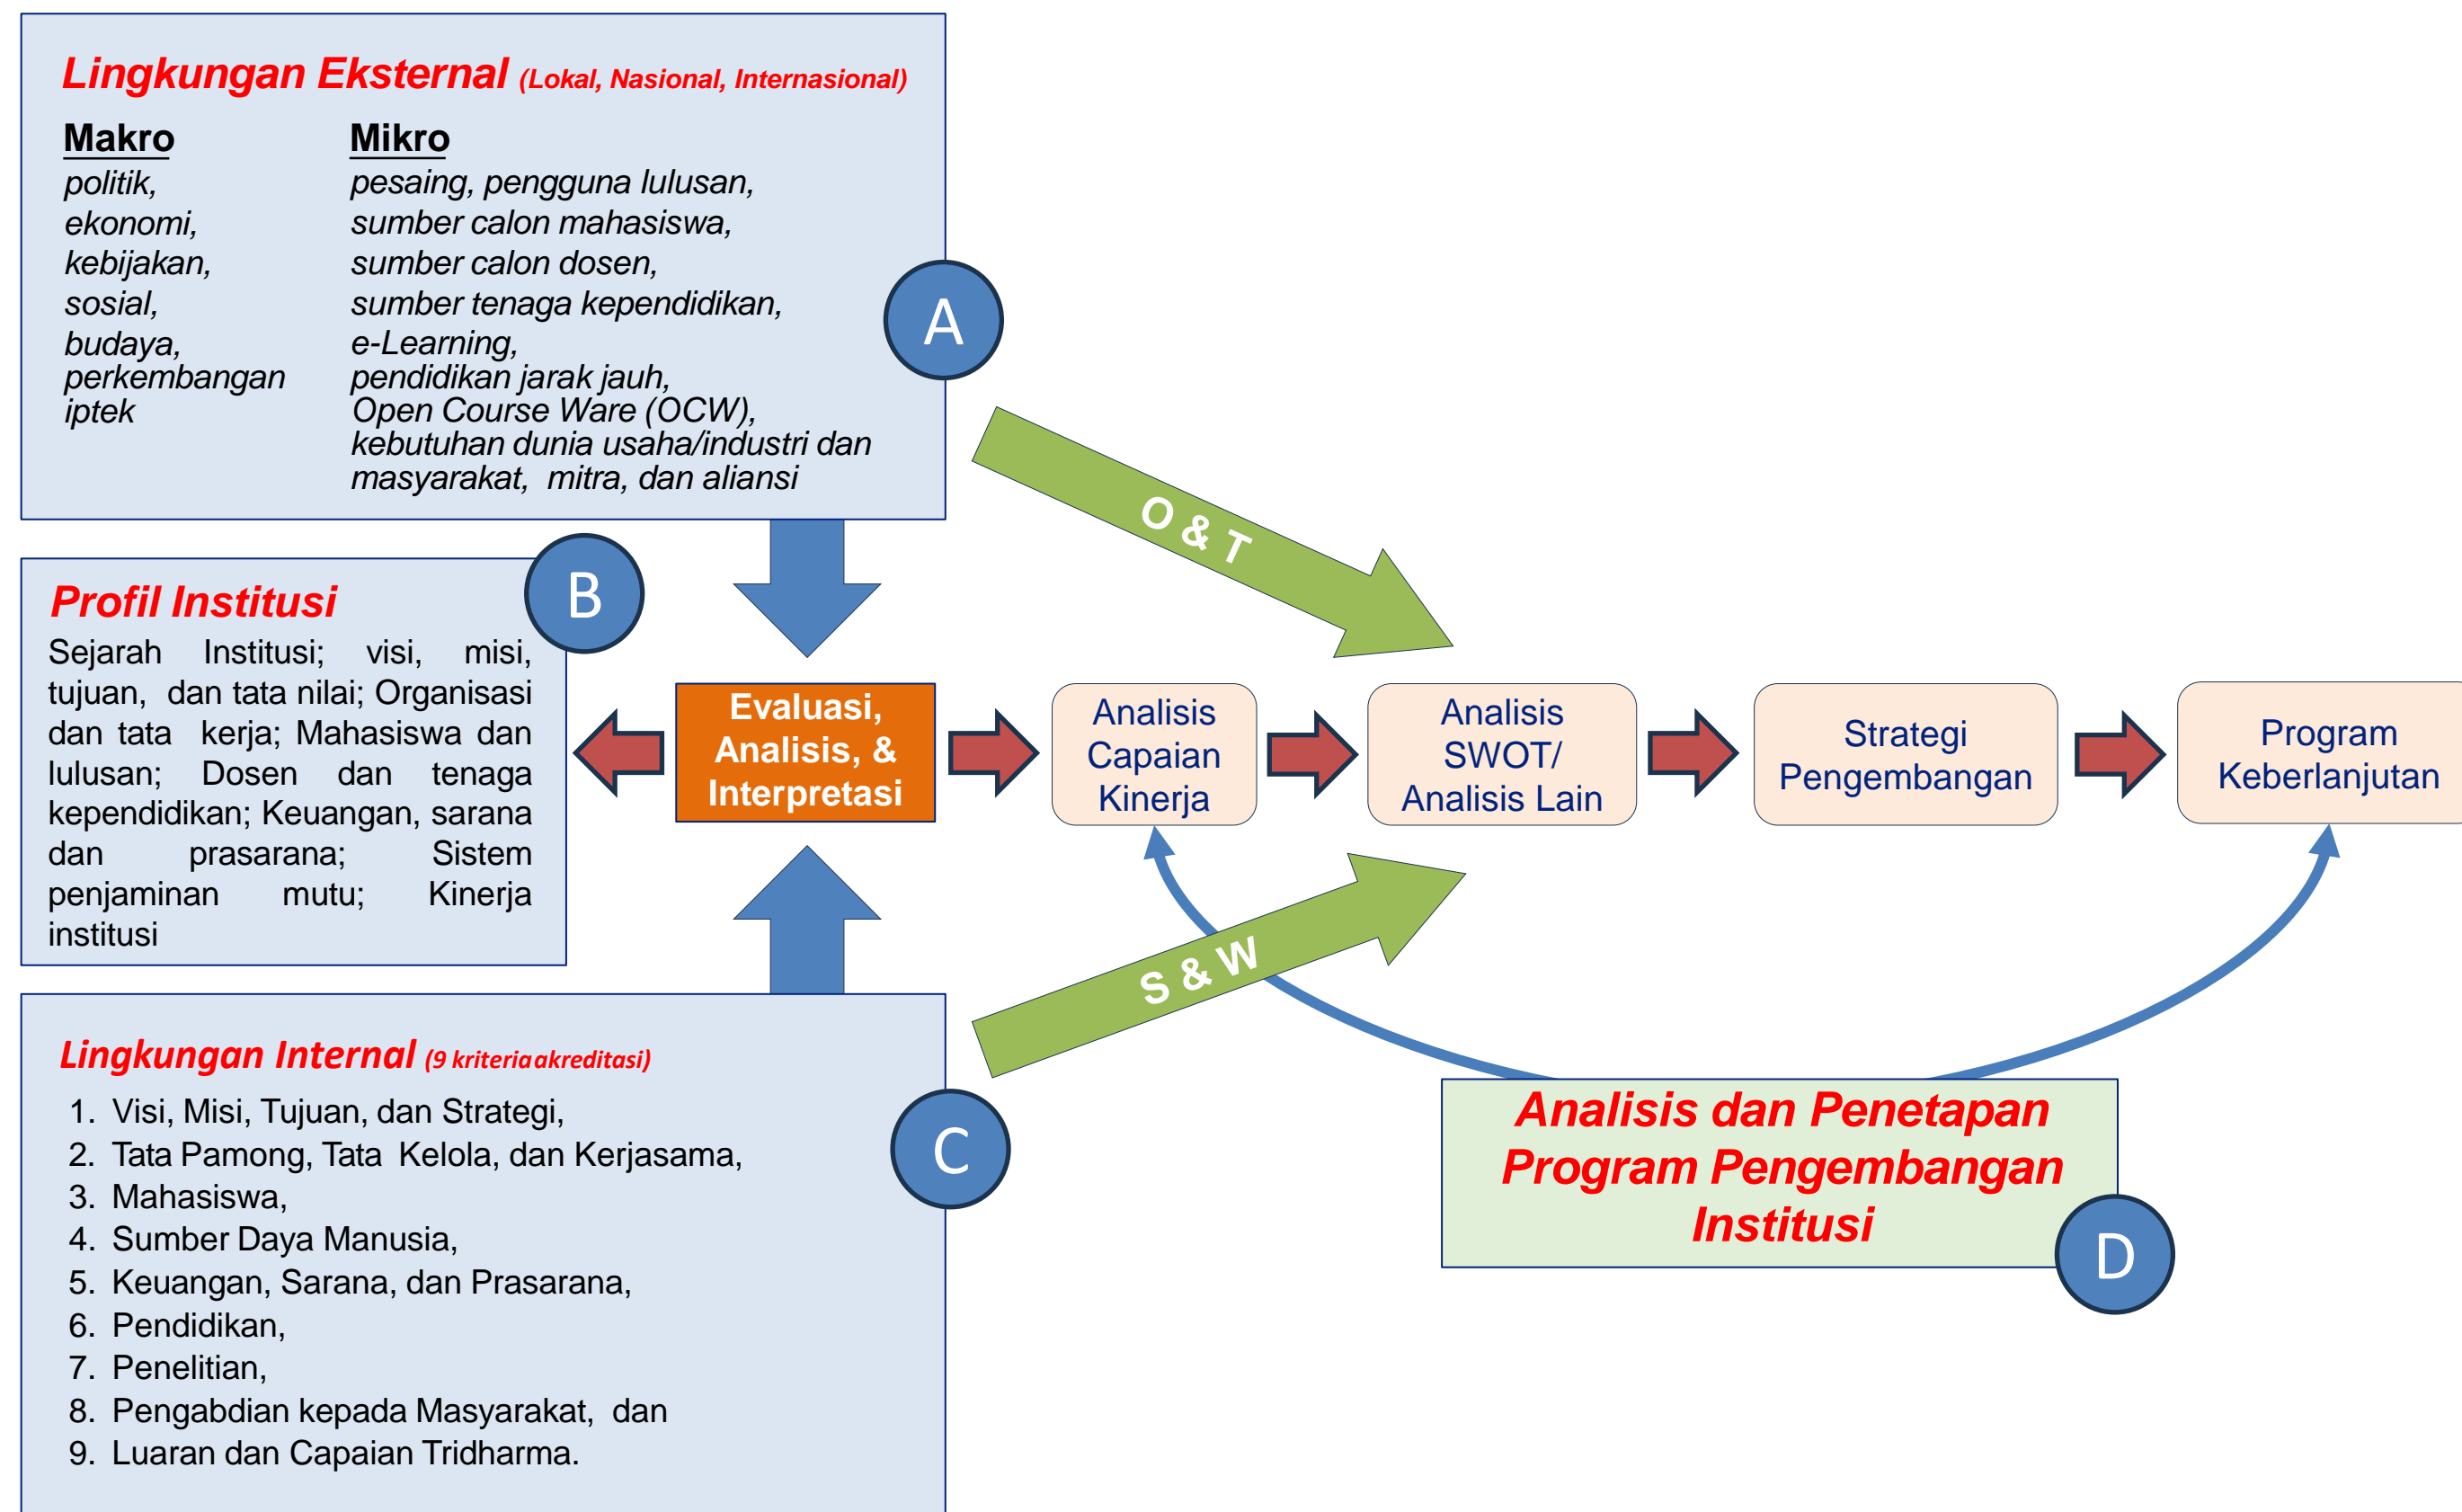 Lingkungan Eksternal (Lokal, Nasional, Internasional)
Makro
politik,
ekonomi,
kebijakan,
sosial,
budaya,
perkembangan
iptek
Mikro
pesaing, pengguna lulusan,
sumber calon mahasiswa,
sumber calon dosen,
sumber tenaga kependidikan,
e-Learning,
pendidikan jarak jauh,
Open Course Ware (OCW),
kebutuhan dunia usaha/industri dan
masyarakat, mitra, dan aliansi
A
O & T
B
Profil Institusi
Sejarah Institusi; visi, misi,
tujuan, dan tata nilai; Organisasi
dan tata kerja; Mahasiswa dan
lulusan; Dosen dan tenaga
kependidikan; Keuangan, sarana
dan prasarana; Sistem
penjaminan mutu; Kinerja
institusi
Evaluasi,
Analisis, &
Interpretasi
Analisis
Capaian
Kinerja
Analisis
SWOT/
Analisis Lain
Strategi
Pengembangan
Program
Keberlanjutan
S & W
Lingkungan Internal (9 kriteria akreditasi)
1. Visi, Misi, Tujuan, dan Strategi,
2. Tata Pamong, Tata Kelola, dan Kerjasama,
3. Mahasiswa,
4. Sumber Daya Manusia,
5. Keuangan, Sarana, dan Prasarana,
6. Pendidikan,
7. Penelitian,
8. Pengabdian kepada Masyarakat, dan
9. Luaran dan Capaian Tridharma.
C
Analisis dan Penetapan
Program Pengembangan
Institusi
D